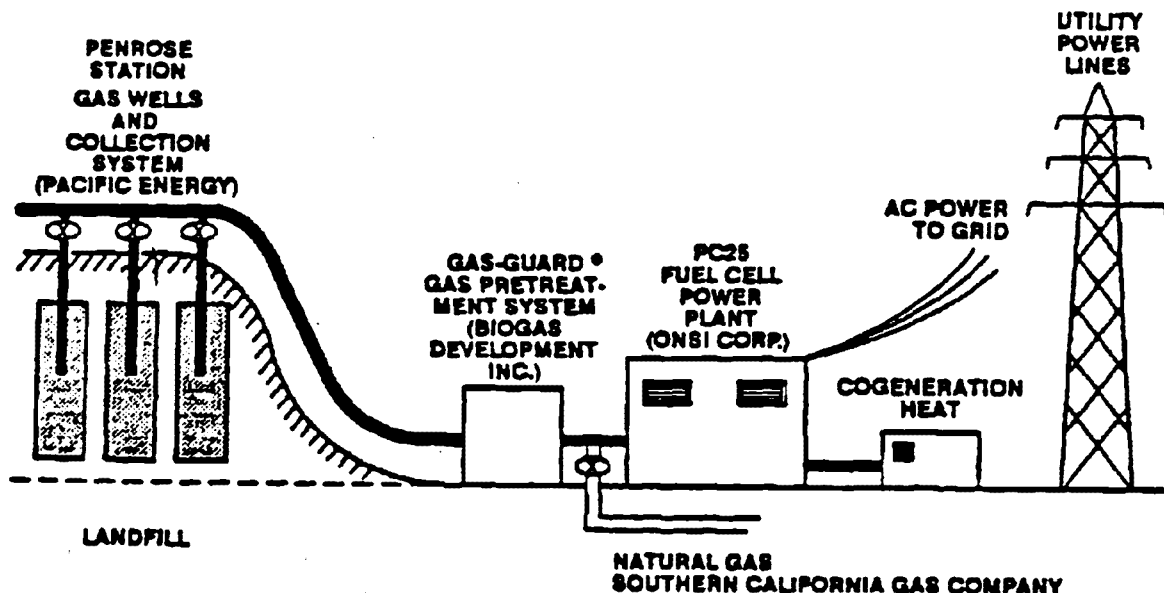 PENROSE
STATION
GAS WELLS
AND
COLLECTION
SYSTEM
(PACIFIC ENERGY)
GAS-GUARD ®
GAS PRETREAT-
MENT SYSTEM
(BIOGAS
DEVELOPMENT
INC.)
PC25
FUEL CELL
POWER
PLANT
(ONSI CORP.)
AC POWER
TO GRID
UTILITY
POWER
LINES
COGENERATION
HEAT
LANDFILL
NATURAL GAS
SOUTHERN CALIFORNIA GAS COMPANY